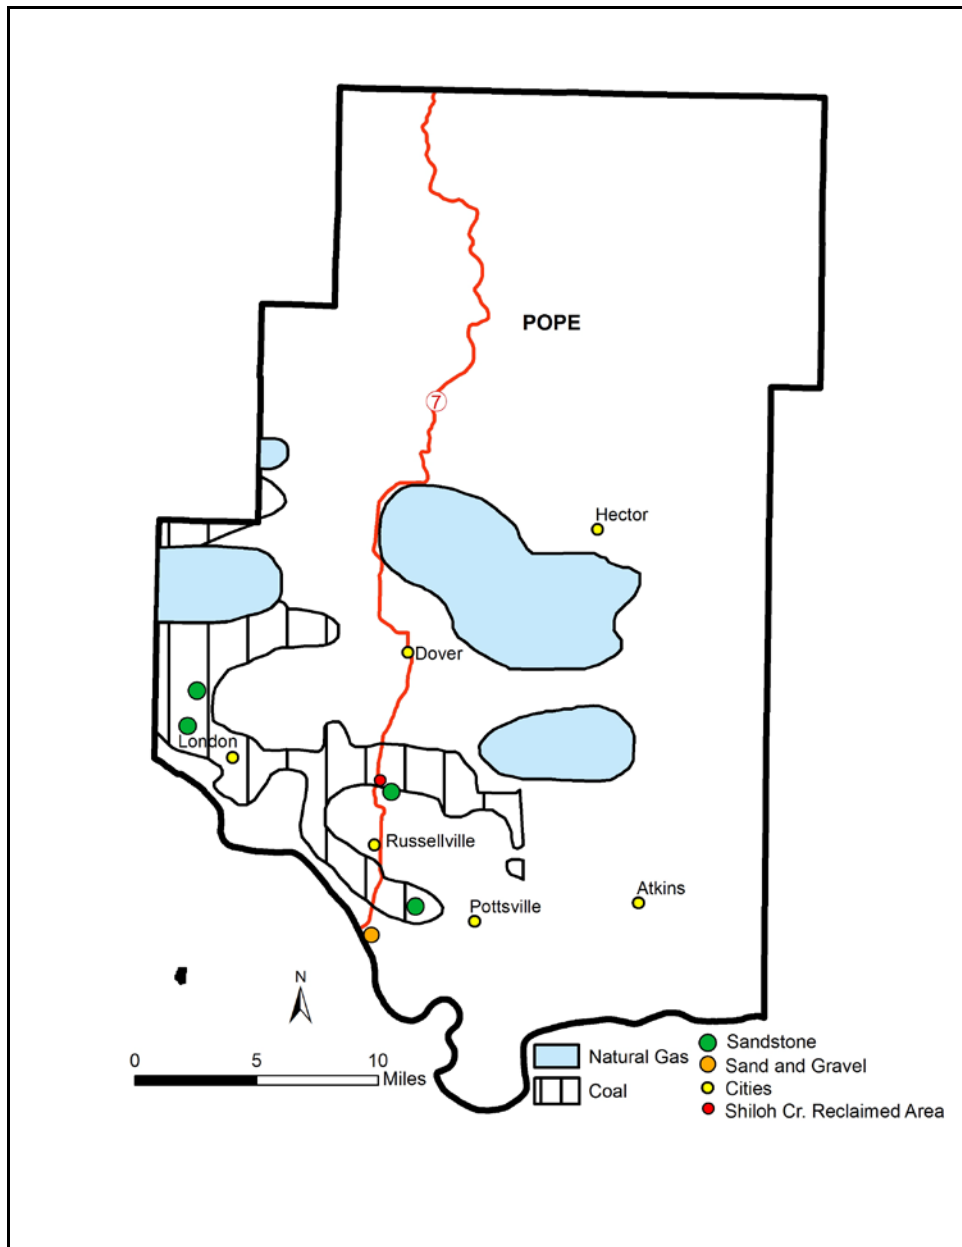 POPE
7
Hector
Dover
London
Russellville
Atkins
Pottsville
N
0 5 10
Miles
Natural Gas
Coal
Sandstone
Sand and Gravel
Cities
Shiloh Cr. Reclaimed Area